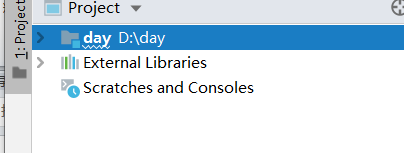 Project
1: Project
day D:\day
External Libraries
Scratches and Consoles